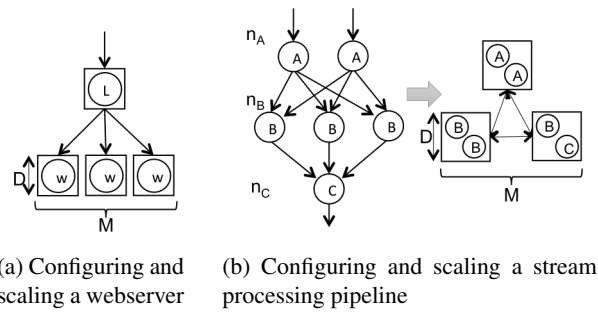 L
w w w
D
M
n_A
A A
n_B
B B B
n_C
C
A
A
B
B
B
C
D
M
(a) Configuring and
scaling a webserver
(b) Configuring and scaling a stream
processing pipeline